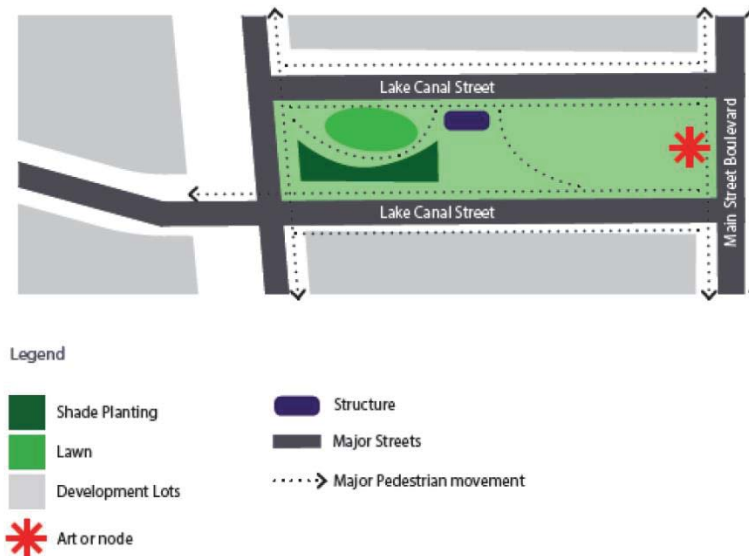 Lake Canal Street
Main Street Boulevard
Lake Canal Street
Legend
Shade Planting
Lawn
Development Lots
Art or node
Structure
Major Streets
Major Pedestrian movement